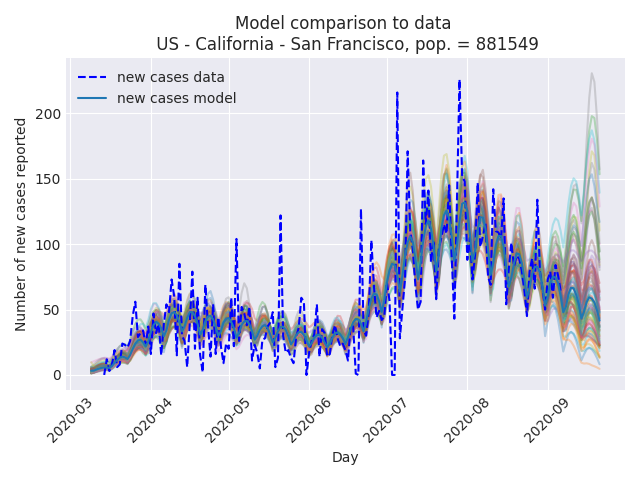 Model comparison to data
US - California - San Francisco, pop. = 881549
new cases data
new cases model
Number of new cases reported
200
150
100
50
0
2020-03
2020-04
2020-05
2020-06
2020-07
2020-08
2020-09
Day